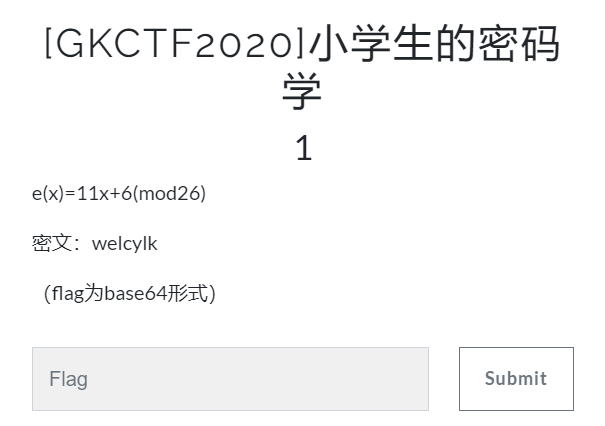 [GKCTF2020]小学生的密码
学
1
e(x)=11x+6(mod26)
密文：welcylk
（flag为base64形式）
Flag
Submit